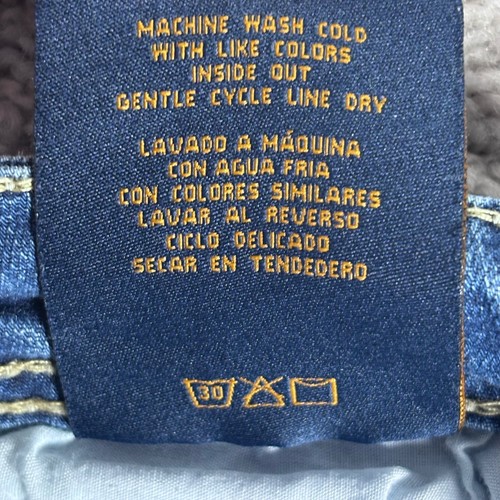 MACHINE WASH COLD
WITH LIKE COLORS
INSIDE OUT
GENTLE CYCLE LINE DRY
LAVADO A MÁQUINA
CON AGUA FRIA
CON COLORES SIMILARES
LAVAR AL REVERSO
CICLO DELICADO
SECAR EN TENDEDERO
30